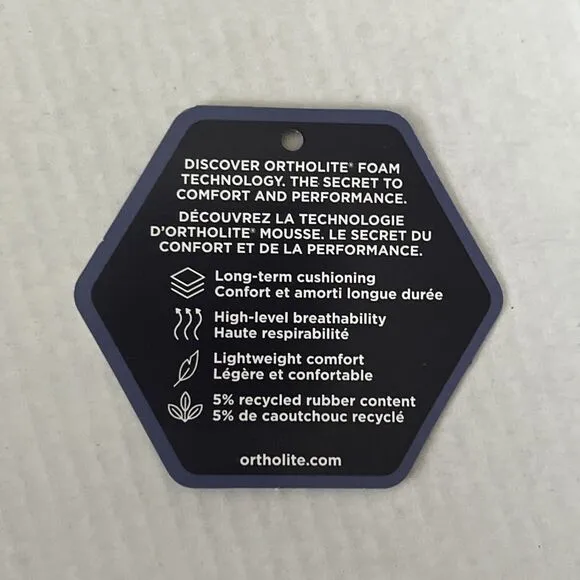 DISCOVER ORTHOLITE® FOAM
TECHNOLOGY. THE SECRET TO
COMFORT AND PERFORMANCE.
DÉCOUVREZ LA TECHNOLOGIE
D'ORTHOLITE® MOUSSE. LE SECRET DU
CONFORT ET DE LA PERFORMANCE.
Long-term cushioning
Confort et amorti longue durée
High-level breathability
Haute respirabilité
Lightweight comfort
Légère et confortable
5% recycled rubber content
5% de caoutchouc recyclé
ortholite.com